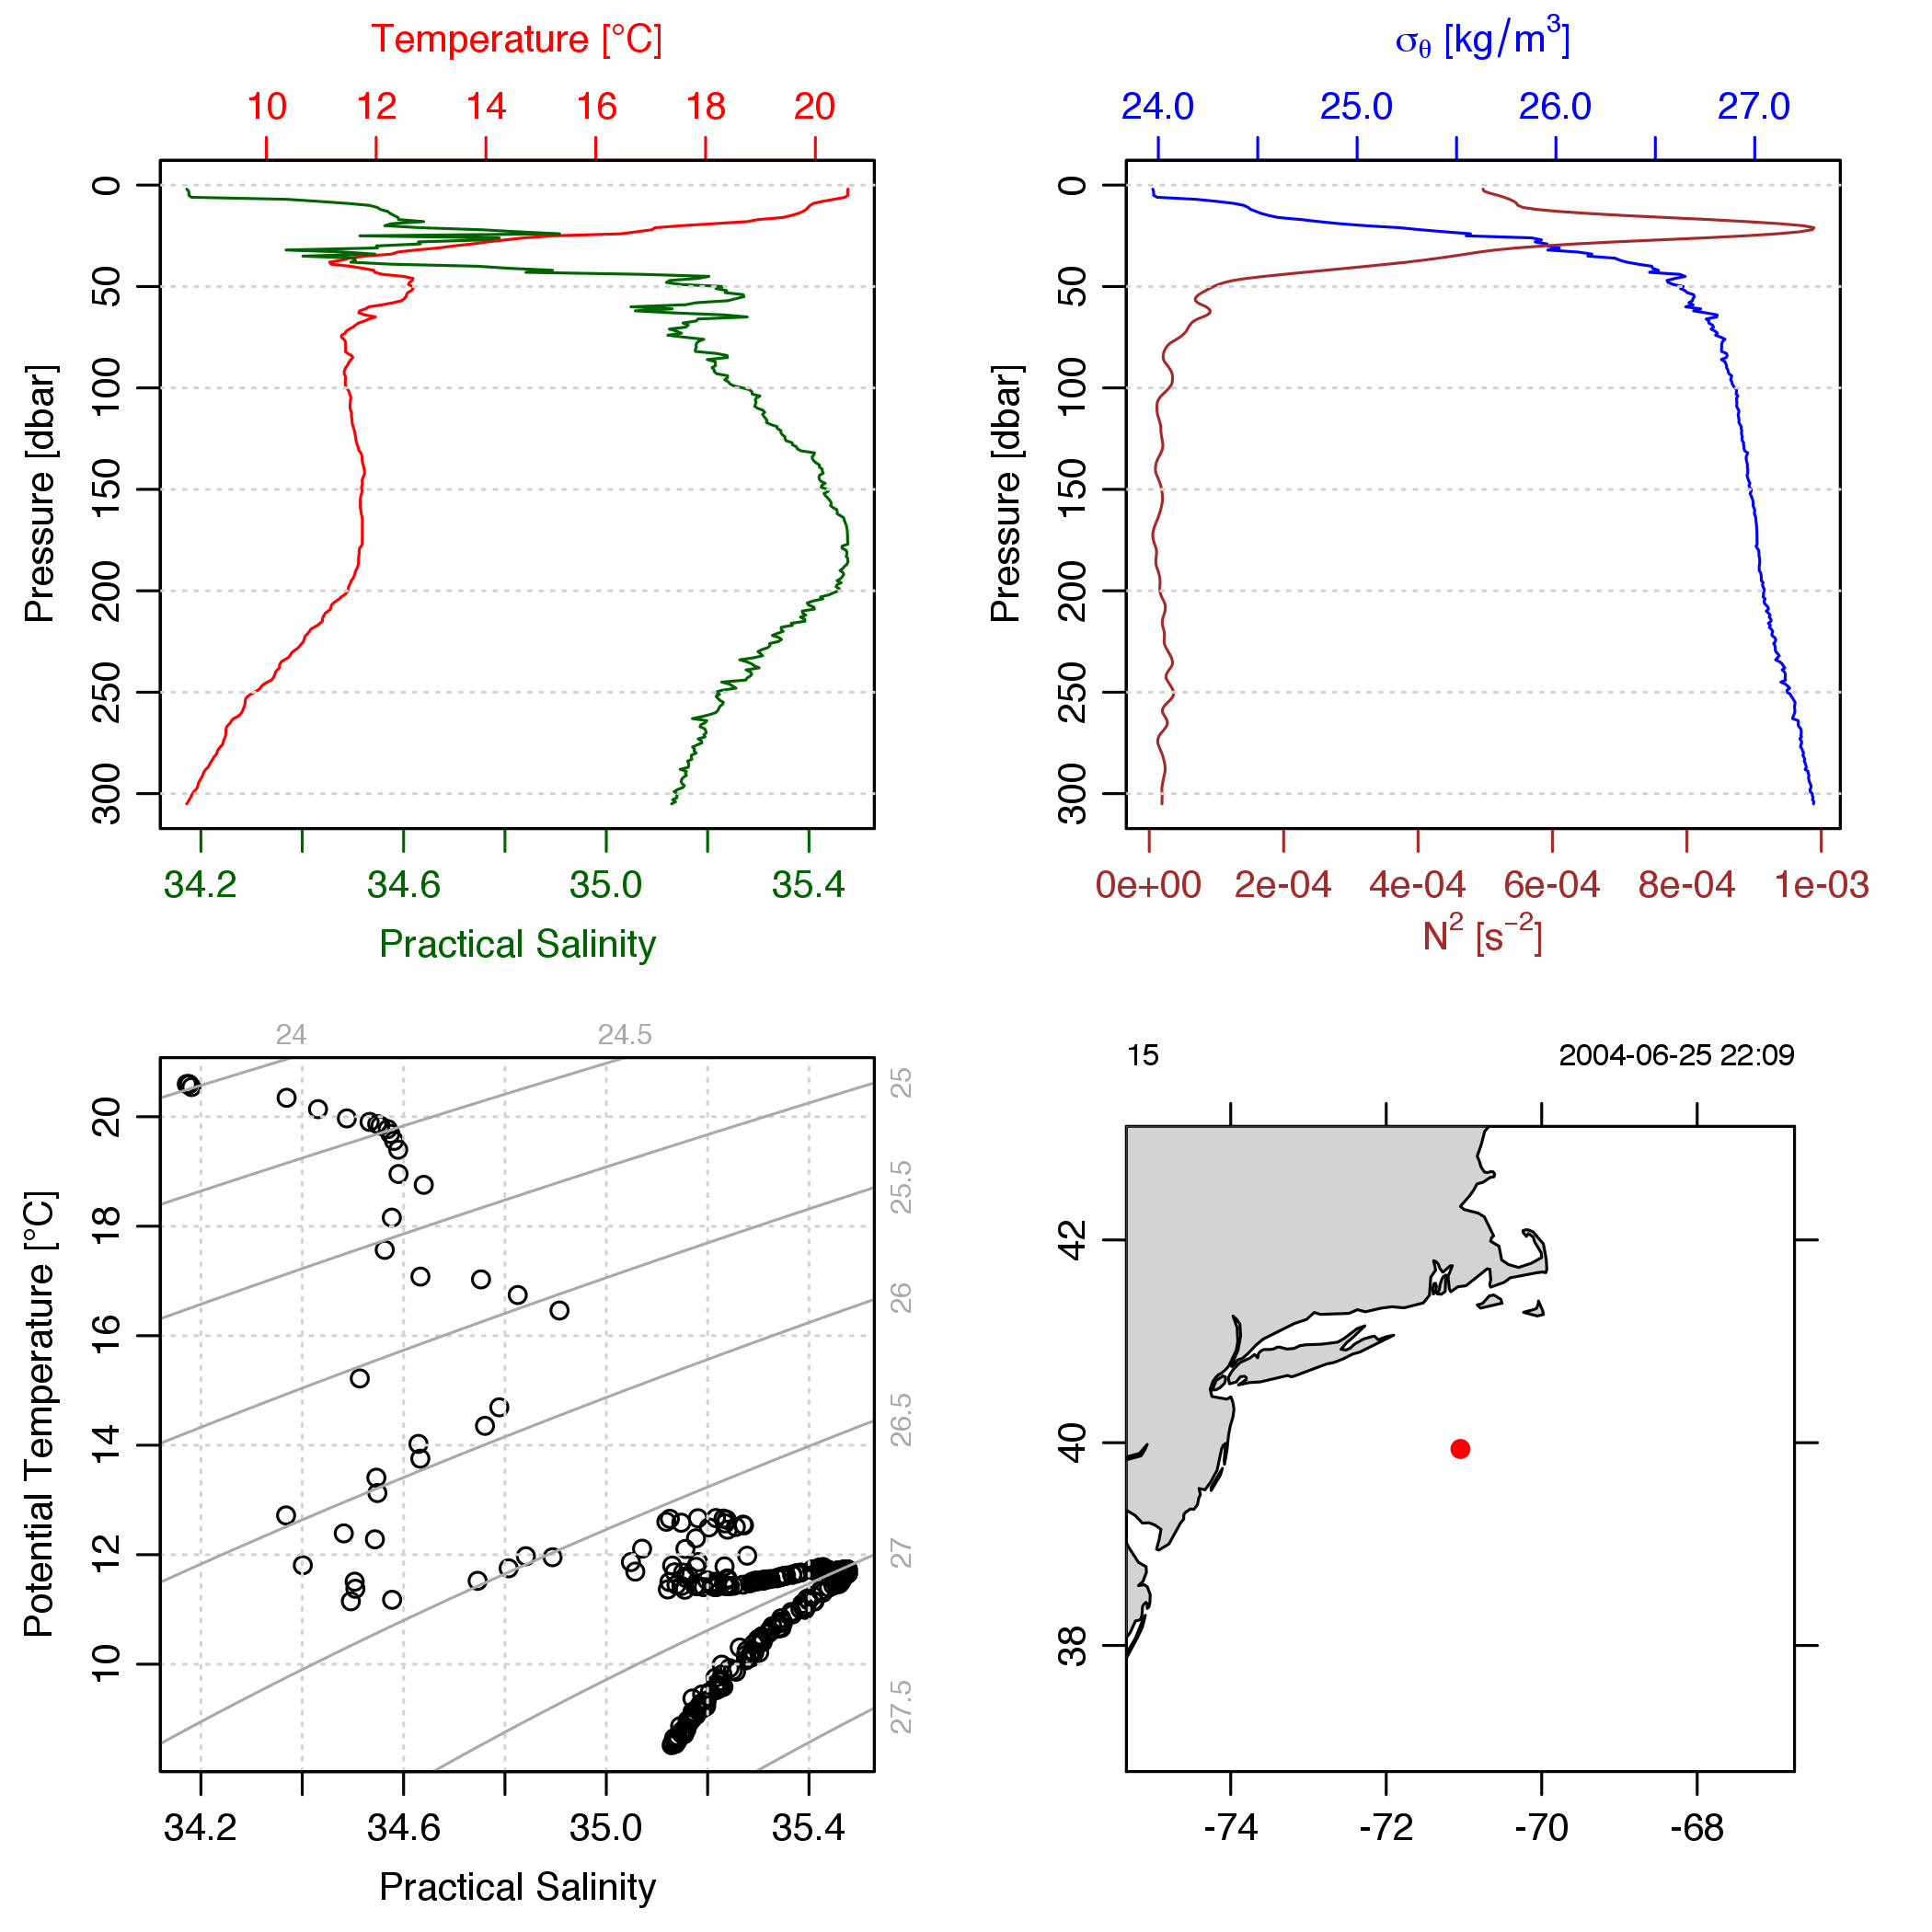 Temperature [°C]
10 12 14 16 18 20
0
50
100
150
200
250
300
Pressure [dbar]
34.2 34.6 35.0 35.4
Practical Salinity
σθ [kg/m³]
24.0 25.0 26.0 27.0
0
50
100
150
200
250
300
Pressure [dbar]
0e+00 2e-04 4e-04 6e-04 8e-04 1e-03
N² [s⁻²]
24 24.5
25
25.5
26
26.5
27
27.5
20
18
16
14
12
10
Potential Temperature [°C]
34.2 34.6 35.0 35.4
Practical Salinity
15 2004-06-25 22:09
42
40
38
-74 -72 -70 -68